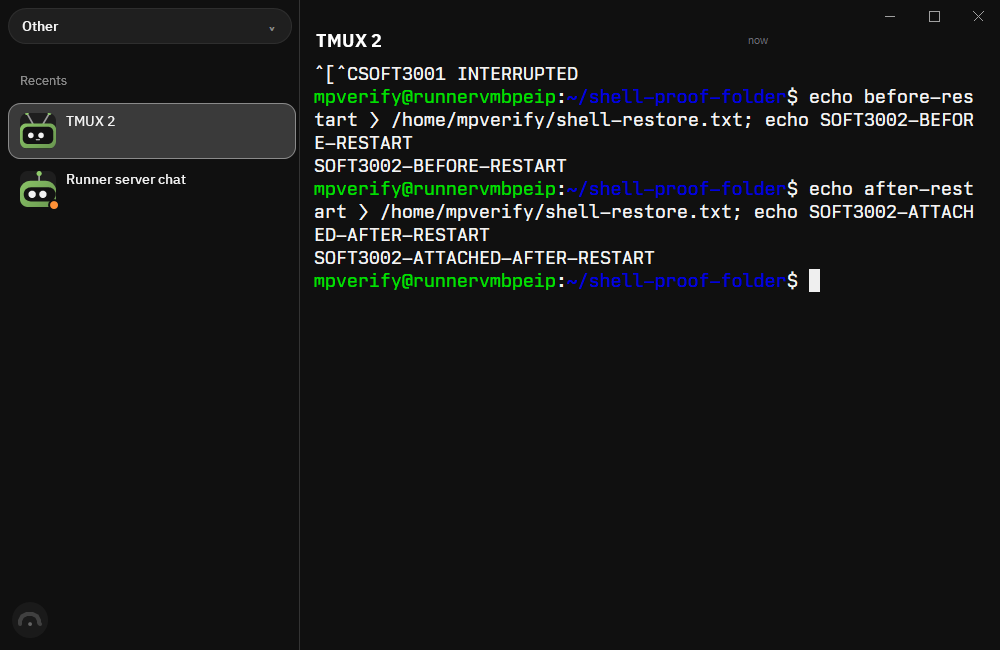 Other
Recents
TMUX 2
Runner server chat
TMUX 2
now
^[^CSOFT3001 INTERRUPTED
mpverify@runnervmbpeip:~/shell-proof-folder$ echo before-res
tart > /home/mpverify/shell-restore.txt; echo SOFT3002-BEFOR
E-RESTART
SOFT3002-BEFORE-RESTART
mpverify@runnervmbpeip:~/shell-proof-folder$ echo after-rest
art > /home/mpverify/shell-restore.txt; echo SOFT3002-ATTACH
ED-AFTER-RESTART
SOFT3002-ATTACHED-AFTER-RESTART
mpverify@runnervmbpeip:~/shell-proof-folder$